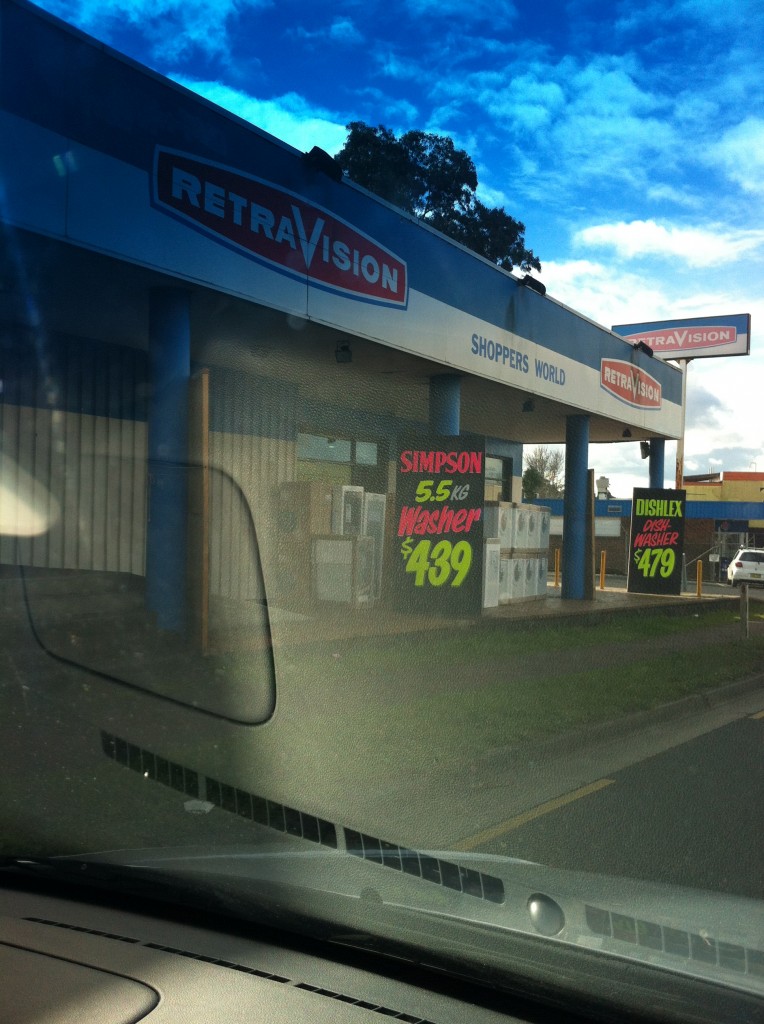 RETRAVISION
SHOPPERS WORLD
RETRAVISION
RETRAVISION
SIMPSON
5.5KG
Washer
$439
DISHLEX
DISH-
WASHER
$479